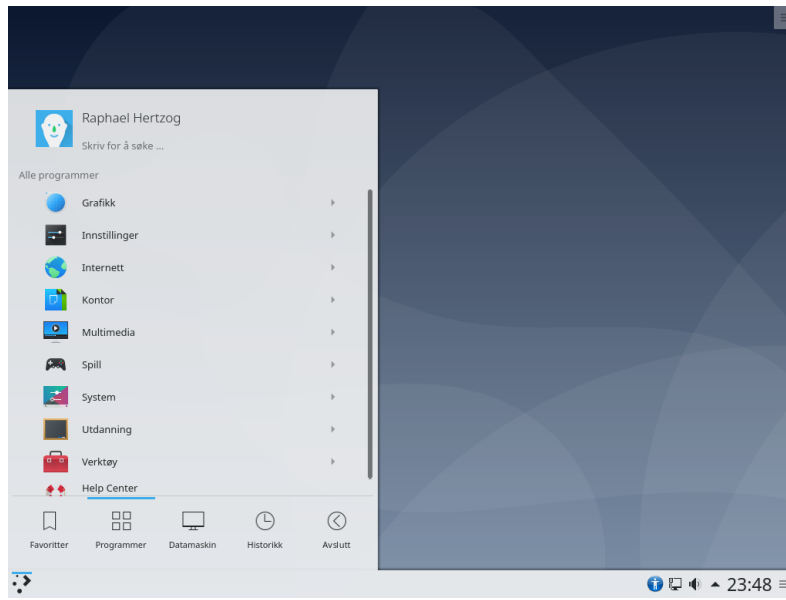 Raphael Hertzog
Skriv for å søke ...
Alle programmer
Grafikk
Innstillinger
Internett
Kontor
Multimedia
Spill
System
Utdanning
Verktøy
Help Center
Favoritter Programmer Datamaskin Historikk Avslutt
23:48